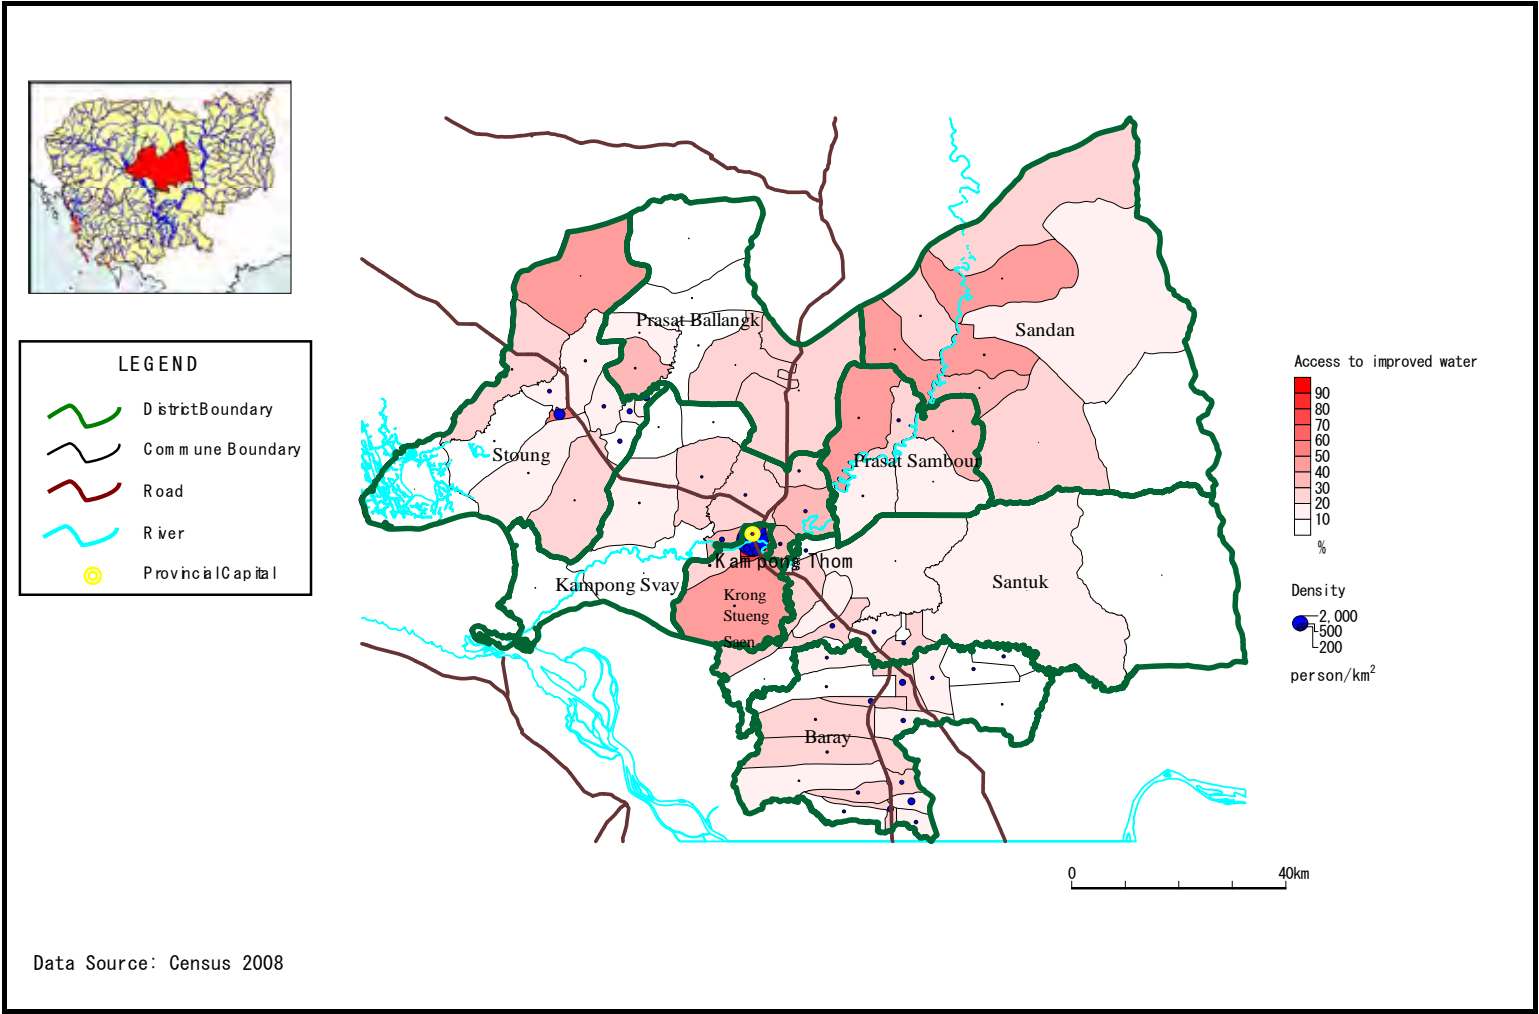 LEGEND
District Boundary
Commune Boundary
Road
River
Provincial Capital
Prasat Ballangk
Sandan
Stoung
Prasat Sambour
Kampong Thom
Kampong Svay
Santuk
Krong
Stueng
Saen
Baray
Access to improved water
90
80
70
60
50
40
30
20
10
%
Density
2,000
500
200
person/km²
0 40km
Data Source: Census 2008